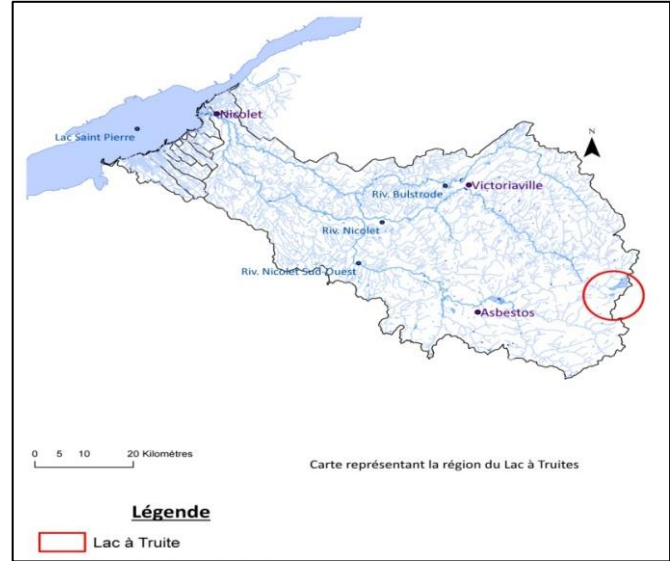 Nicolet
Lac Saint Pierre
N
Riv. Bulstrode
Victoriaville
Riv. Nicolet
Riv. Nicolet Sud-Ouest
Asbestos
0 5 10 20 Kilomètres
Carte représentant la région du Lac à Truites
Légende
Lac à Truite